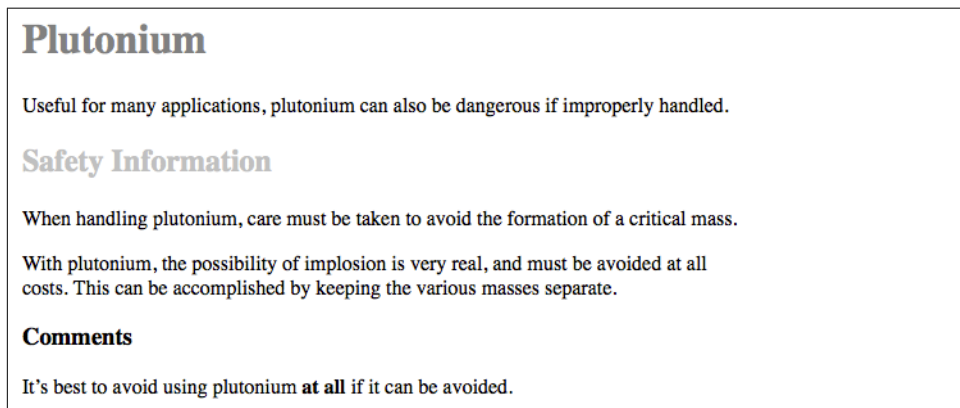 Plutonium
Useful for many applications, plutonium can also be dangerous if improperly handled.
Safety Information
When handling plutonium, care must be taken to avoid the formation of a critical mass.
With plutonium, the possibility of implosion is very real, and must be avoided at all
costs. This can be accomplished by keeping the various masses separate.
Comments
It’s best to avoid using plutonium at all if it can be avoided.